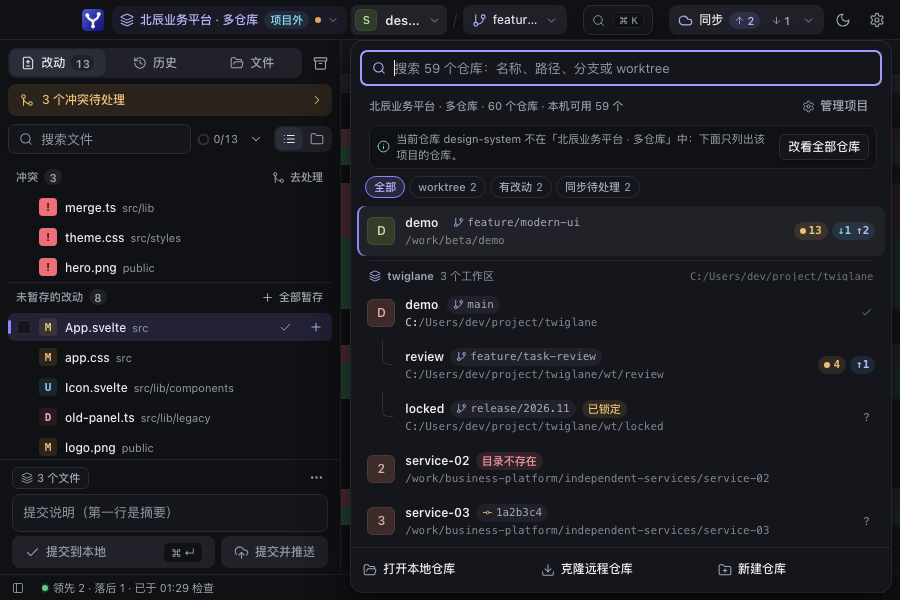 北辰业务平台 · 多仓库 项目外
S des...
/
featur...
⌘ K
同步 ↑ 2 ↓ 1
改动 13
历史
文件
3 个冲突待处理
搜索文件
0/13
冲突 3
去处理
! merge.ts src/lib
! theme.css src/styles
! hero.png public
未暂存的改动 8
+ 全部暂存
M App.svelte src
M app.css src
U Icon.svelte src/lib/components
D old-panel.ts src/lib/legacy
M logo.png public
3 个文件
提交说明（第一行是摘要）
提交到本地 ⌘ ↵
提交并推送
领先 2 · 落后 1 · 已于 01:29 检查
搜索 59 个仓库：名称、路径、分支或 worktree
北辰业务平台 · 多仓库 · 60 个仓库 · 本机可用 59 个
管理项目
当前仓库 design-system 不在「北辰业务平台 · 多仓库」中：下面只列出该
项目的仓库。
改看全部仓库
全部
worktree 2
有改动 2
同步待处理 2
D demo feature/modern-ui
/work/beta/demo
13 ↓1 ↑2
twiglane 3 个工作区
C:/Users/dev/project/twiglane
D demo main
C:/Users/dev/project/twiglane
review feature/task-review
C:/Users/dev/project/twiglane/wt/review
4 ↑1
locked release/2026.11 已锁定
C:/Users/dev/project/twiglane/wt/locked
?
2 service-02 目录不存在
/work/business-platform/independent-services/service-02
3 service-03 1a2b3c4
/work/business-platform/independent-services/service-03
?
打开本地仓库
克隆远程仓库
新建仓库